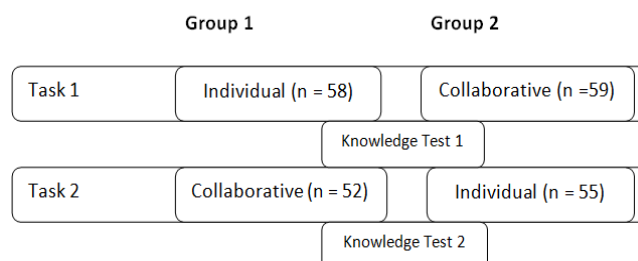 Group 1 Group 2
Task 1 Individual (n = 58) Collaborative (n =59)
Knowledge Test 1
Task 2 Collaborative (n = 52) Individual (n = 55)
Knowledge Test 2